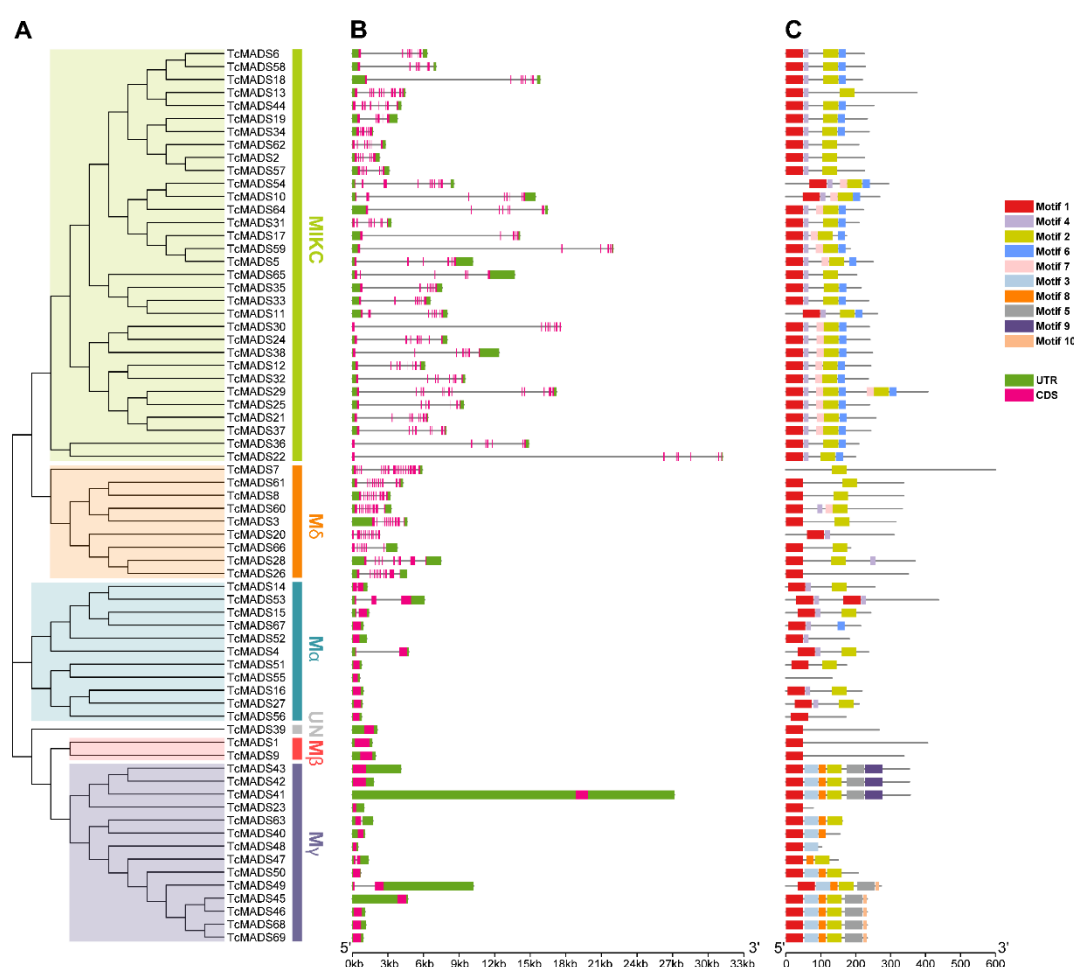 A
B
C
TcMADS6
TcMADS58
TcMADS18
TcMADS13
TcMADS44
TcMADS19
TcMADS34
TcMADS62
TcMADS2
TcMADS57
TcMADS54
TcMADS10
TcMADS64
TcMADS31
TcMADS17
TcMADS59
TcMADS5
TcMADS65
TcMADS35
TcMADS33
TcMADS11
TcMADS30
TcMADS24
TcMADS38
TcMADS12
TcMADS32
TcMADS29
TcMADS25
TcMADS21
TcMADS37
TcMADS36
TcMADS22
TcMADS7
TcMADS61
TcMADS8
TcMADS60
TcMADS3
TcMADS20
TcMADS66
TcMADS28
TcMADS26
TcMADS14
TcMADS53
TcMADS15
TcMADS67
TcMADS52
TcMADS4
TcMADS51
TcMADS55
TcMADS16
TcMADS27
TcMADS56
TcMADS39
TcMADS1
TcMADS9
TcMADS43
TcMADS42
TcMADS41
TcMADS23
TcMADS63
TcMADS40
TcMADS48
TcMADS47
TcMADS50
TcMADS49
TcMADS45
TcMADS46
TcMADS68
TcMADS69
MIKC
Mδ
Mα
UN
Mβ
Mγ
5' 3'
0kb 3kb 6kb 9kb 12kb 15kb 18kb 21kb 24kb 27kb 30kb 33kb
5' 3'
0 100 200 300 400 500 600
Motif 1
Motif 4
Motif 2
Motif 6
Motif 7
Motif 3
Motif 8
Motif 5
Motif 9
Motif 10
UTR
CDS